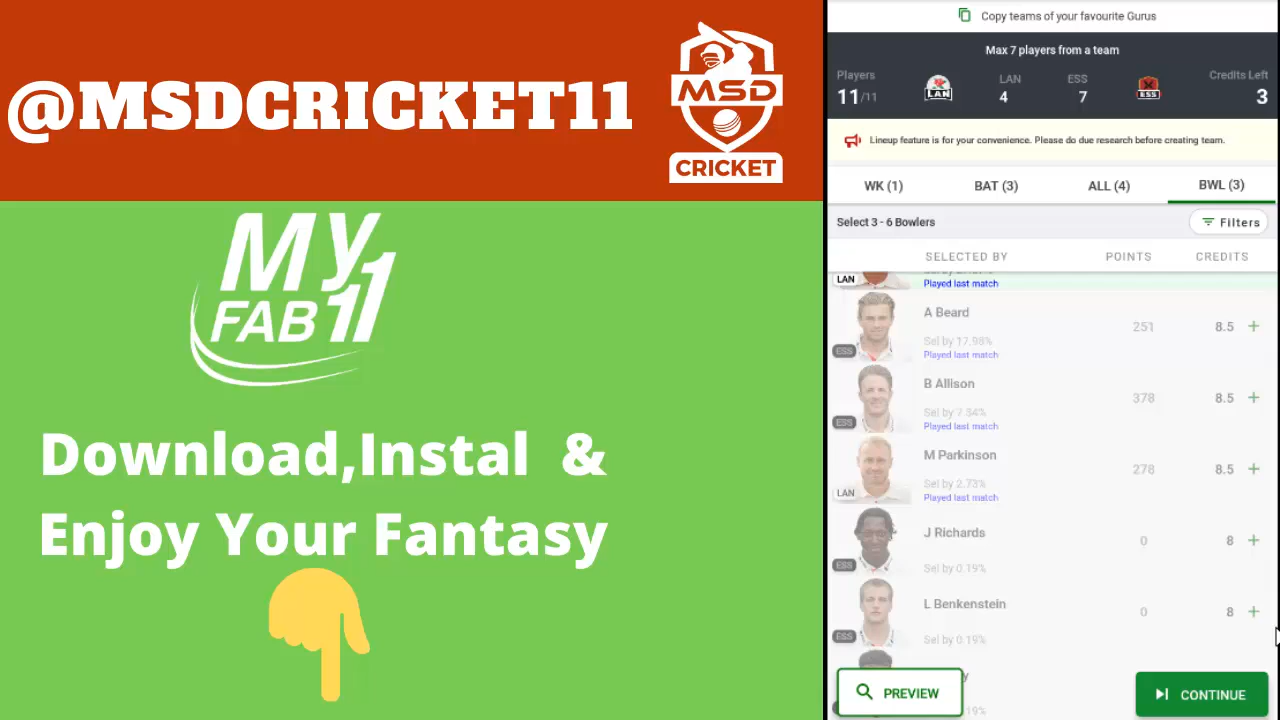 @MSDCRICKET11
MSD
CRICKET
MY
FAB 11
Download,Instal &
Enjoy Your Fantasy
Copy teams of your favourite Gurus
Max 7 players from a team
Players
11/11
LAN
LAN
4
ESS
7
ESS
Credits Left
3
Lineup feature is for your convenience. Please do due research before creating team.
WK (1) BAT (3) ALL (4) BWL (3)
Select 3 - 6 Bowlers
Filters
SELECTED BY POINTS CREDITS
LAN
Played last match
A Beard
251 8.5 +
Sel by 17.98%
ESS
Played last match
B Allison
378 8.5 +
Sel by 7.34%
ESS
Played last match
M Parkinson
278 8.5 +
Sel by 2.73%
LAN
Played last match
J Richards
0 8 +
ESS
Sel by 0.19%
L Benkenstein
0 8 +
ESS
Sel by 0.19%
PREVIEW
CONTINUE